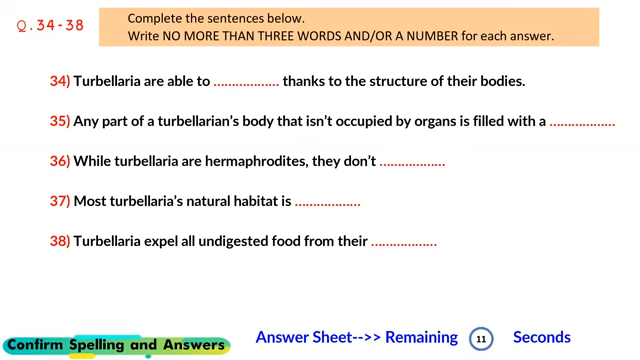 Q.34-38
Complete the sentences below.
Write NO MORE THAN THREE WORDS AND/OR A NUMBER for each answer.
34) Turbellaria are able to .................. thanks to the structure of their bodies.
35) Any part of a turbellarian's body that isn't occupied by organs is filled with a ..................
36) While turbellaria are hermaphrodites, they don't ..................
37) Most turbellaria's natural habitat is ..................
38) Turbellaria expel all undigested food from their ..................
Confirm Spelling and Answers
Answer Sheet-->> Remaining 11 Seconds